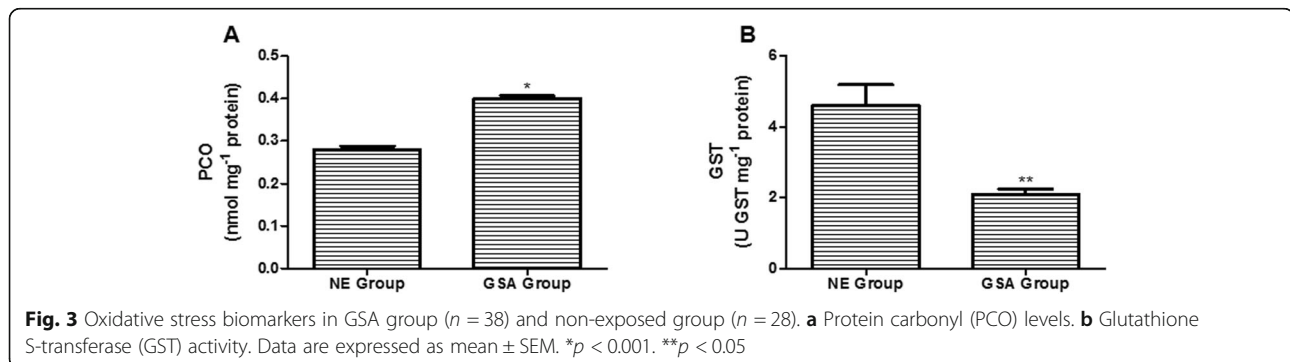 A
PCO
(nmol mg⁻¹ protein)
0.5
0.4
0.3
0.2
0.1
0.0
*
NE Group
GSA Group
B
GST
(U GST mg⁻¹ protein)
6
4
2
0
**
NE Group
GSA Group
Fig. 3 Oxidative stress biomarkers in GSA group (n = 38) and non-exposed group (n = 28). a Protein carbonyl (PCO) levels. b Glutathione
S-transferase (GST) activity. Data are expressed as mean ± SEM. *p < 0.001. **p < 0.05